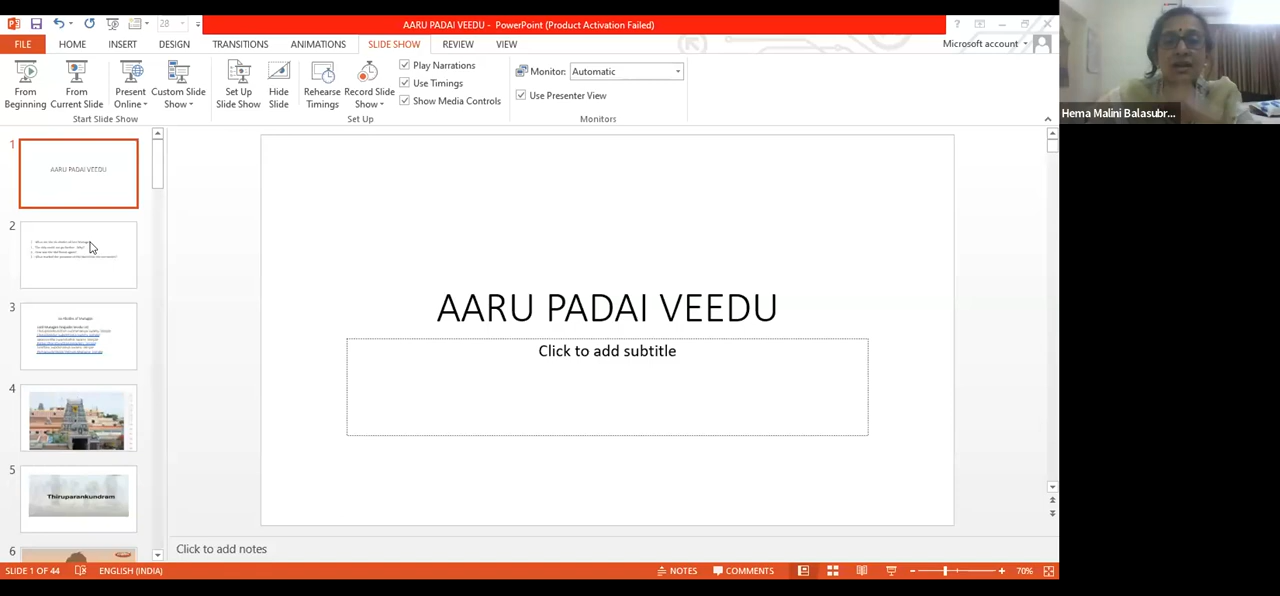 28
AARU PADAI VEEDU - PowerPoint (Product Activation Failed)
?
FILE
HOME
INSERT
DESIGN
TRANSITIONS
ANIMATIONS
SLIDE SHOW
REVIEW
VIEW
Microsoft account
From Beginning
From Current Slide
Present Online
Custom Slide Show
Set Up Slide Show
Hide Slide
Rehearse Timings
Record Slide Show
Play Narrations
Use Timings
Show Media Controls
Monitor: Automatic
Use Presenter View
Start Slide Show
Set Up
Monitors
Hema Malini Balasubr...
1
AARU PADAI VEEDU
2
3
4
5
Thiruparankundram
6
AARU PADAI VEEDU
Click to add subtitle
Click to add notes
SLIDE 1 OF 44
ENGLISH (INDIA)
NOTES
COMMENTS
70%